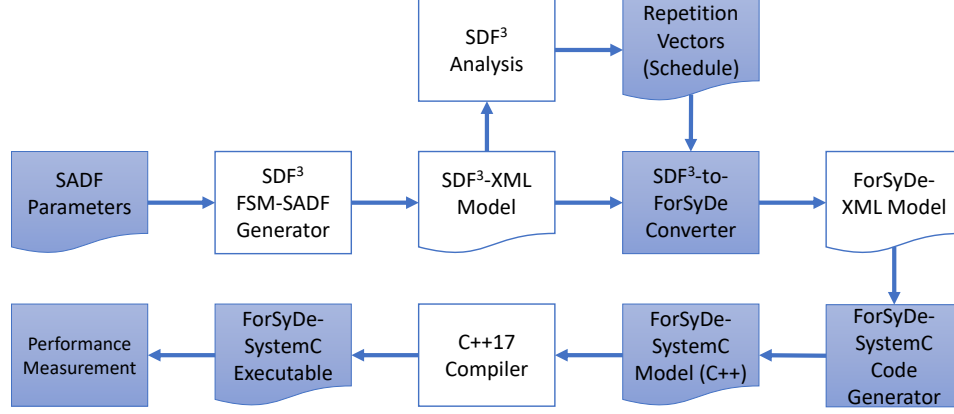 SDF³
Analysis
Repetition
Vectors
(Schedule)
SADF
Parameters
SDF³
FSM-SADF
Generator
SDF³-XML
Model
SDF³-to-
ForSyDe
Converter
ForSyDe-
XML Model
Performance
Measurement
ForSyDe-
SystemC
Executable
C++17
Compiler
ForSyDe-
SystemC
Model (C++)
ForSyDe-
SystemC
Code
Generator